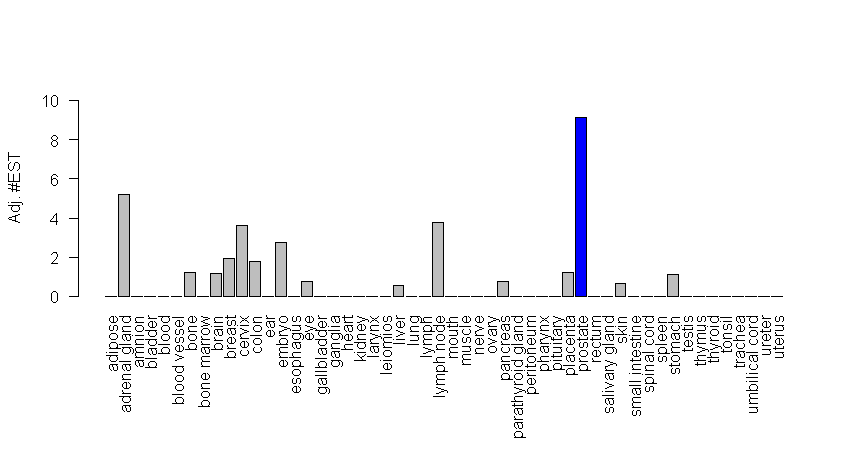 Adj. #EST
10
8
6
4
2
0
adipose
adrenal gland
amnion
bladder
blood
blood vessel
bone
bone marrow
brain
breast
cervix
colon
ear
embryo
esophagus
eye
gallbladder
ganglia
heart
kidney
larynx
leiomios
liver
lung
lymph
lymph node
mouth
muscle
nerve
ovary
pancreas
parathyroid gland
peritoneum
pharynx
pituitary
placenta
prostate
rectum
salivary gland
skin
small intestine
spinal cord
spleen
stomach
testis
thymus
thyroid
tonsil
trachea
umbilical cord
ureter
uterus